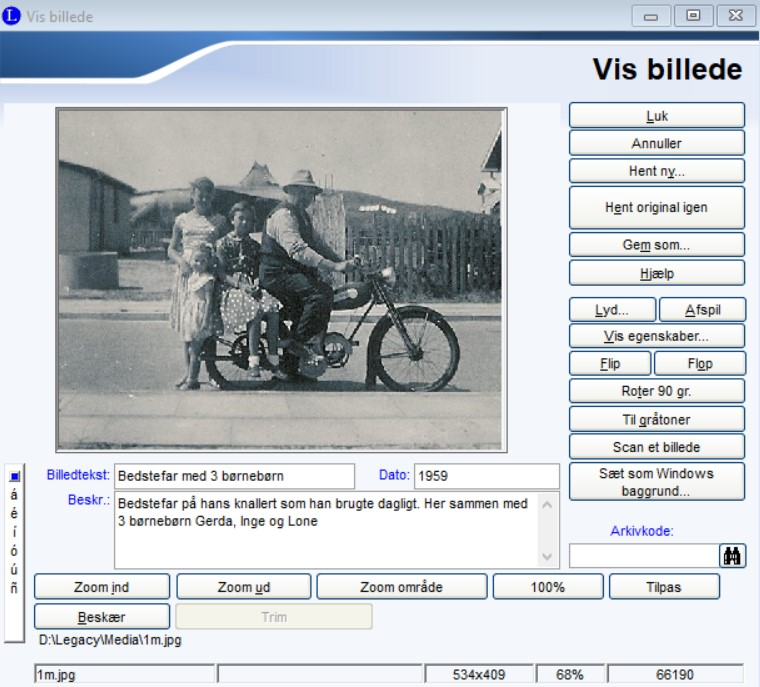 L Vis billede
Vis billede
Luk
Annuller
Hent ny...
Hent original igen
Gem som...
Hjælp
Lyd... Afspil
Vis egenskaber...
Flip Flop
Roter 90 gr.
Til gråtoner
Scan et billede
Sæt som Windows
baggrund...
Arkivkode:
Billedtekst: Bedstefar med 3 børnebørn Dato: 1959
Beskr.: Bedstefar på hans knallert som han brugte dagligt. Her sammen med
3 børnebørn Gerda, Inge og Lone
á
é
í
ó
ú
ñ
Zoom ind Zoom ud Zoom område 100% Tilpas
Beskær Trim
D:\Legacy\Media\1m.jpg
1m.jpg 534x409 68% 66190